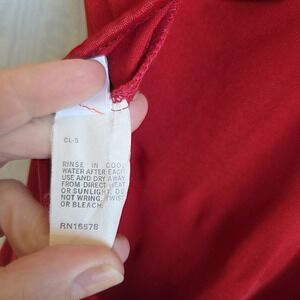 CL-S
RINSE IN COOL
WATER AFTER EACH
USE AND DRY AWAY
FROM DIRECT HEAT
OR SUNLIGHT. DO
NOT WRING, TWIST
OR BLEACH.
RN16578